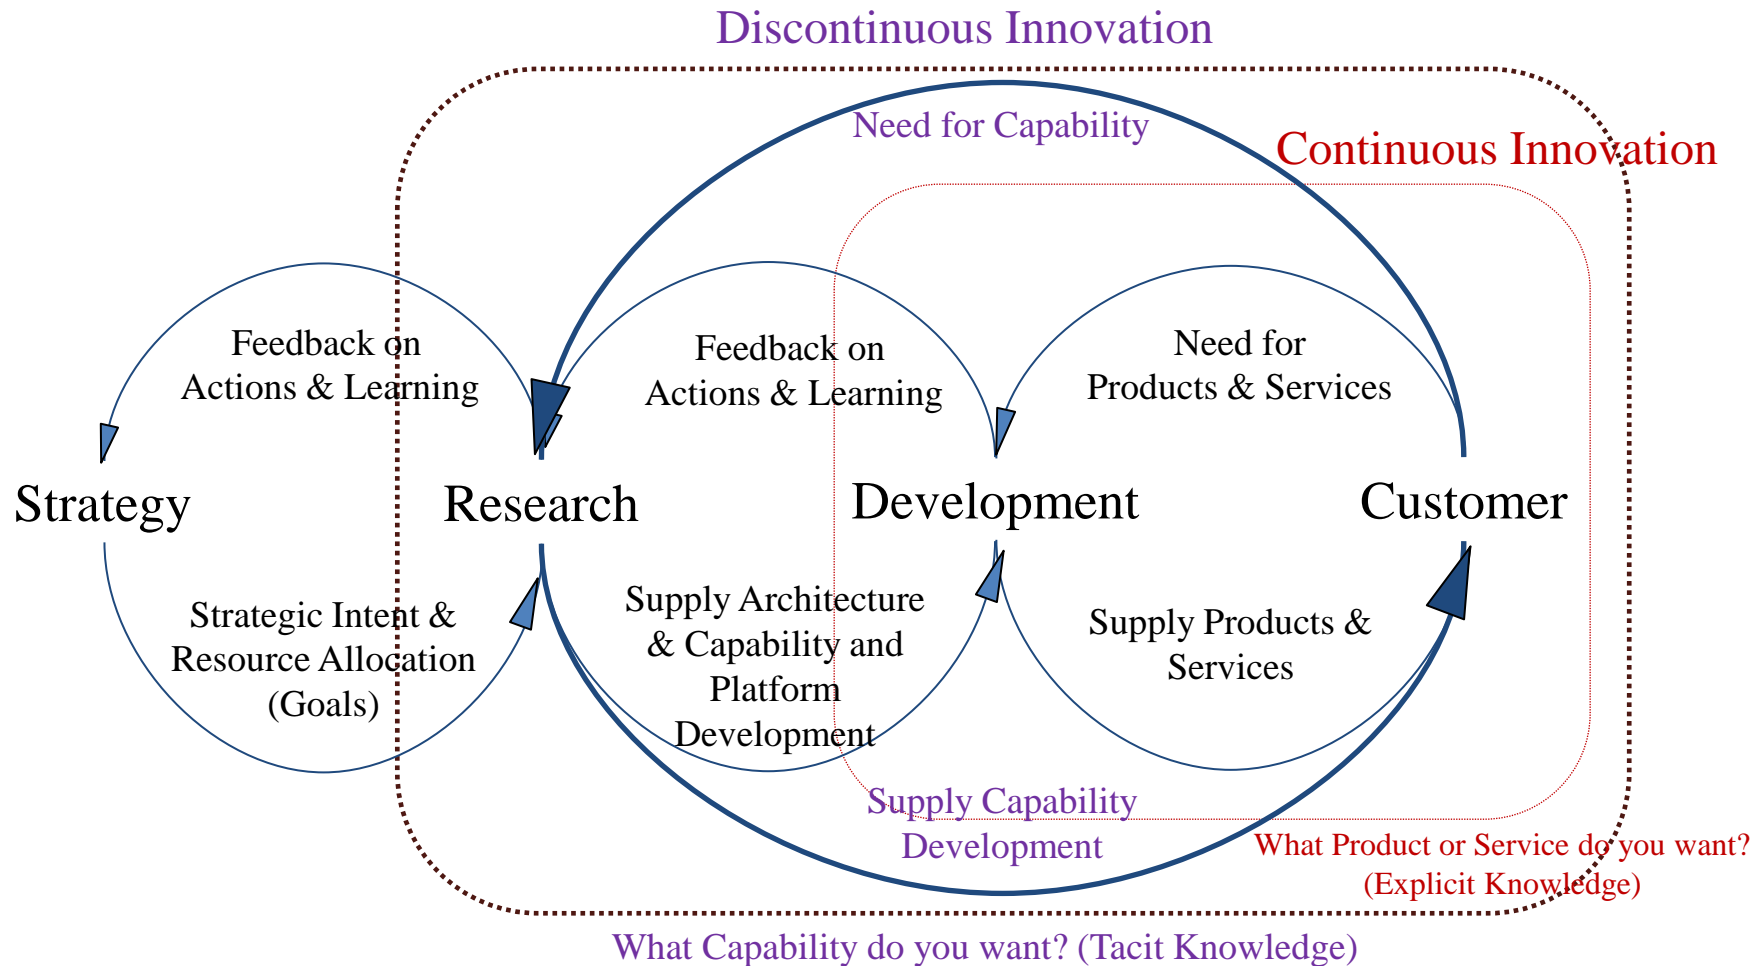 Discontinuous Innovation
Need for Capability
Continuous Innovation
Feedback on
Actions & Learning
Feedback on
Actions & Learning
Need for
Products & Services
Strategy
Research
Development
Customer
Strategic Intent &
Resource Allocation
(Goals)
Supply Architecture
& Capability and
Platform
Development
Supply Products &
Services
Supply Capability
Development
What Product or Service do you want?
(Explicit Knowledge)
What Capability do you want? (Tacit Knowledge)